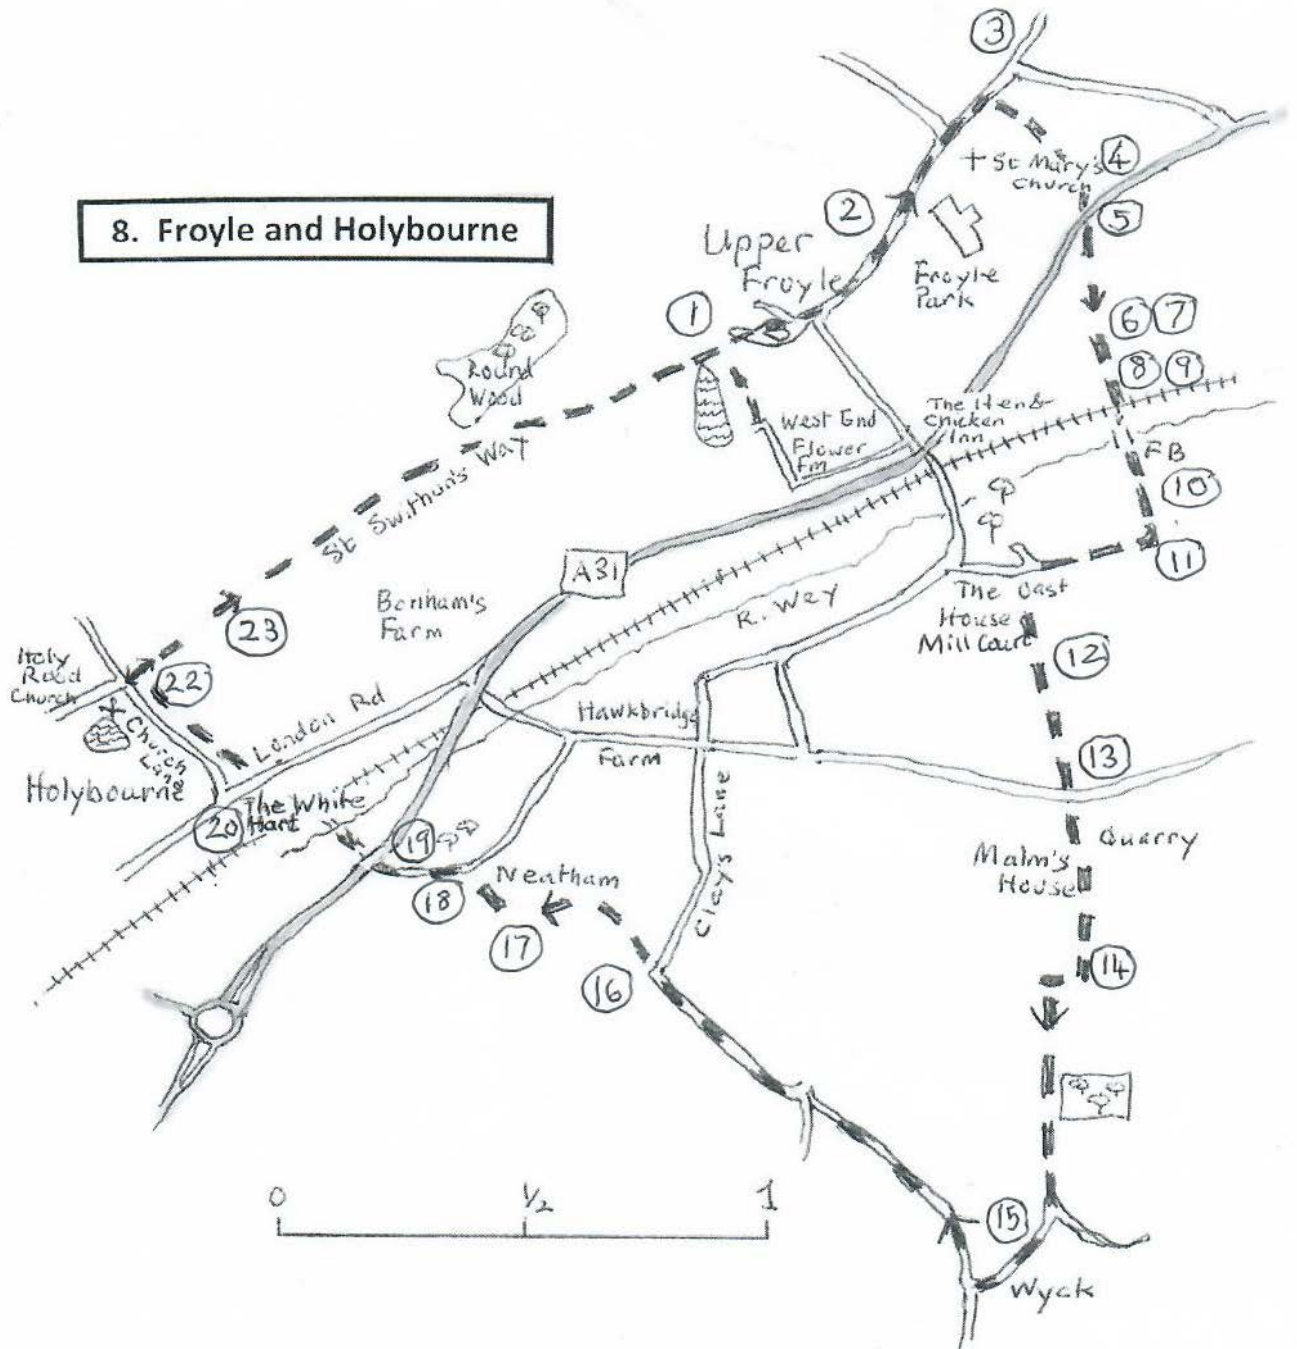 8. Froyle and Holybourne
3
4
+ St Mary's
Church
5
2
Upper
Froyle
Froyle
Park
1
6 7
8 9
Round
Wood
The Hen &
Chicken
Inn
West End
Flower
Fm
FB
10
St Swithun's Way
11
A31
R. Wey
The Oast
House
Mill Court
Benham's
Farm
23
12
Holy
Rood
Church
22
London Rd
Church
Lane
Hawkbridge
Farm
13
Holybourne
20
The White
Hart
19
Clays Lane
Quarry
Malm's
House
Neatham
18
17
14
16
0 1/2 1
15
Wyck